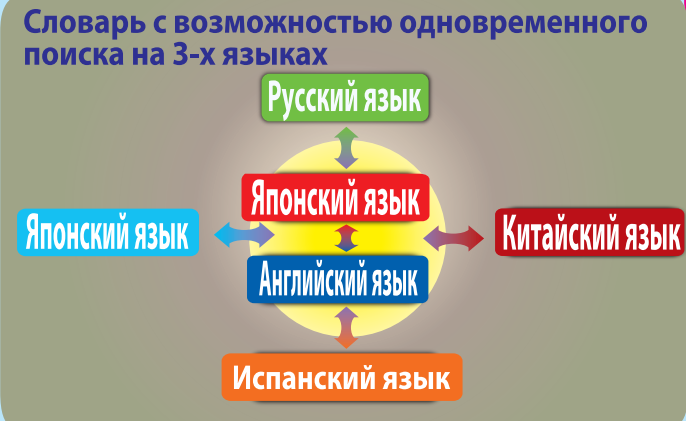 Словарь с возможностью одновременного
поиска на 3-х языках
Русский язык
Японский язык
Японский язык
Китайский язык
Английский язык
Испанский язык